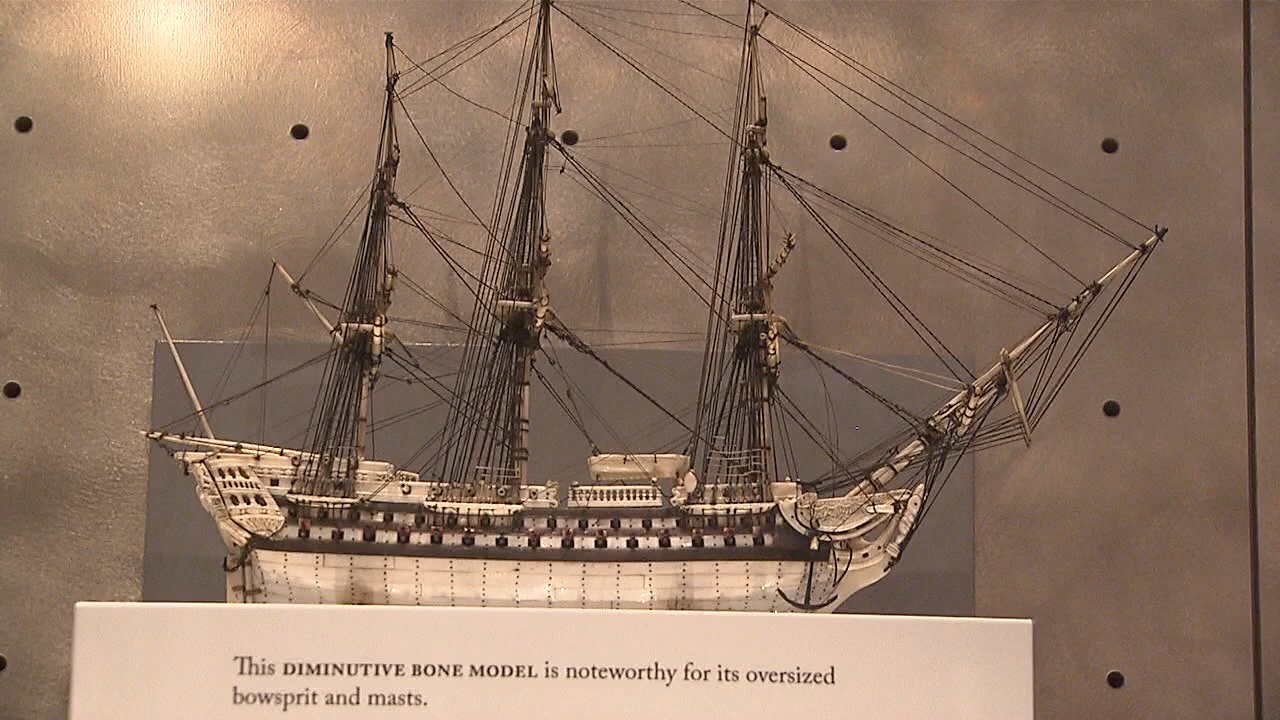 This DIMINUTIVE BONE MODEL is noteworthy for its oversized
bowsprit and masts.